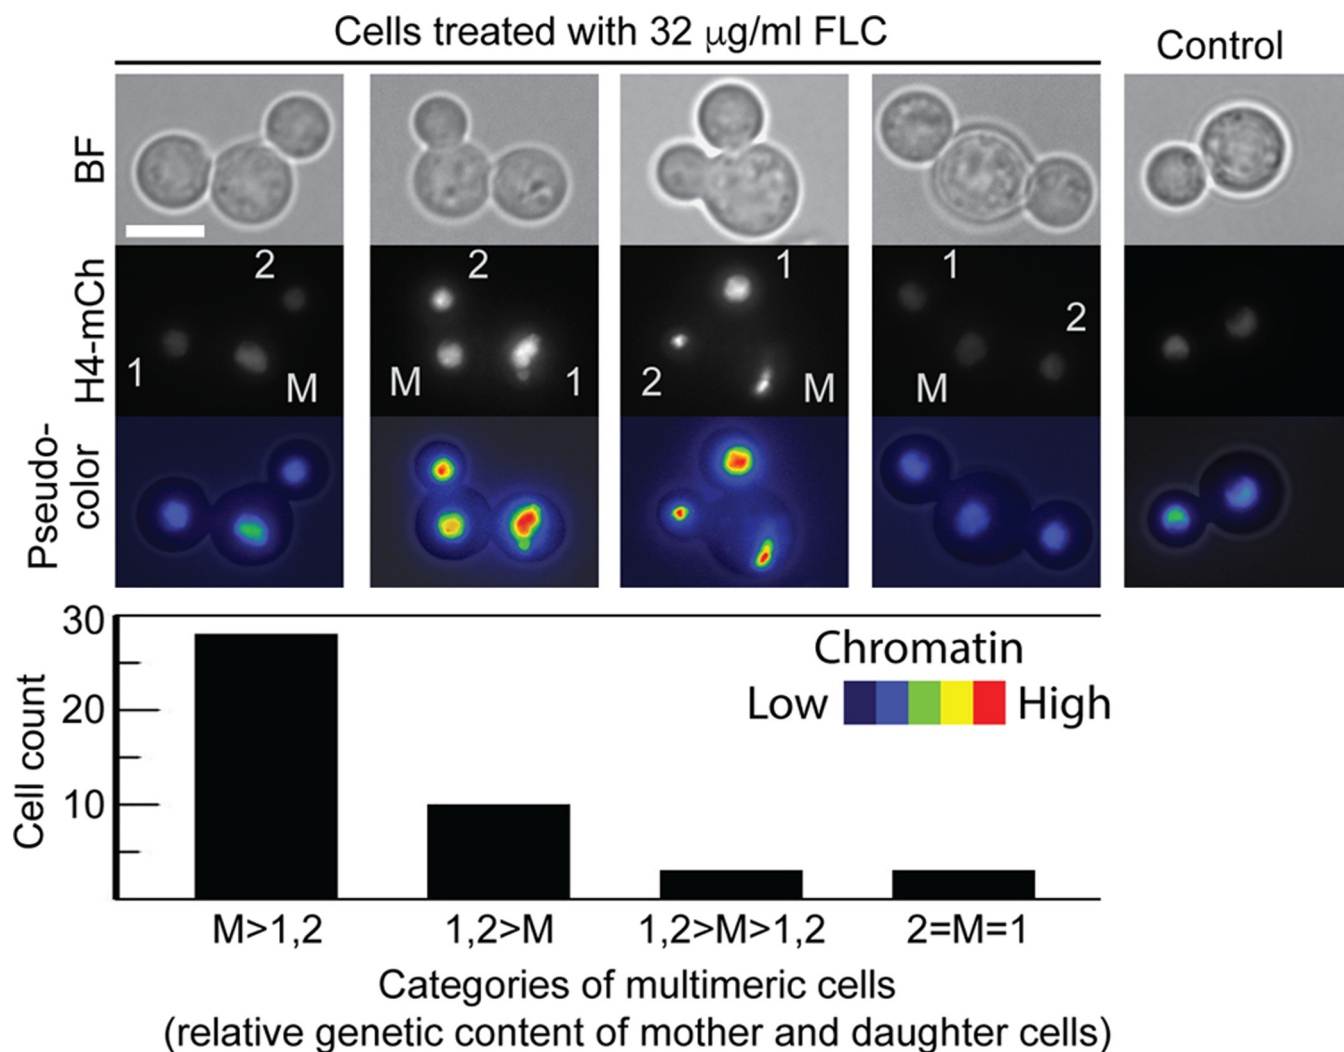 Cells treated with 32 μg/ml FLC
Control
BF
H4-mCh
2
1
M
2
M
1
1
2
M
1
2
M
Pseudo-
color
30
20
10
Cell count
Chromatin
Low
High
M>1,2
1,2>M
1,2>M>1,2
2=M=1
Categories of multimeric cells
(relative genetic content of mother and daughter cells)